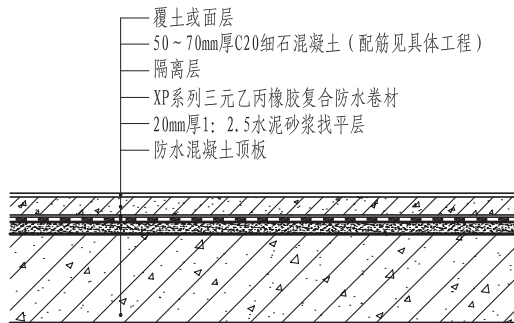 覆土或面层
50~70mm厚C20细石混凝土(配筋见具体工程)
隔离层
XP系列三元乙丙橡胶复合防水卷材
20mm厚1: 2.5水泥砂浆找平层
防水混凝土顶板